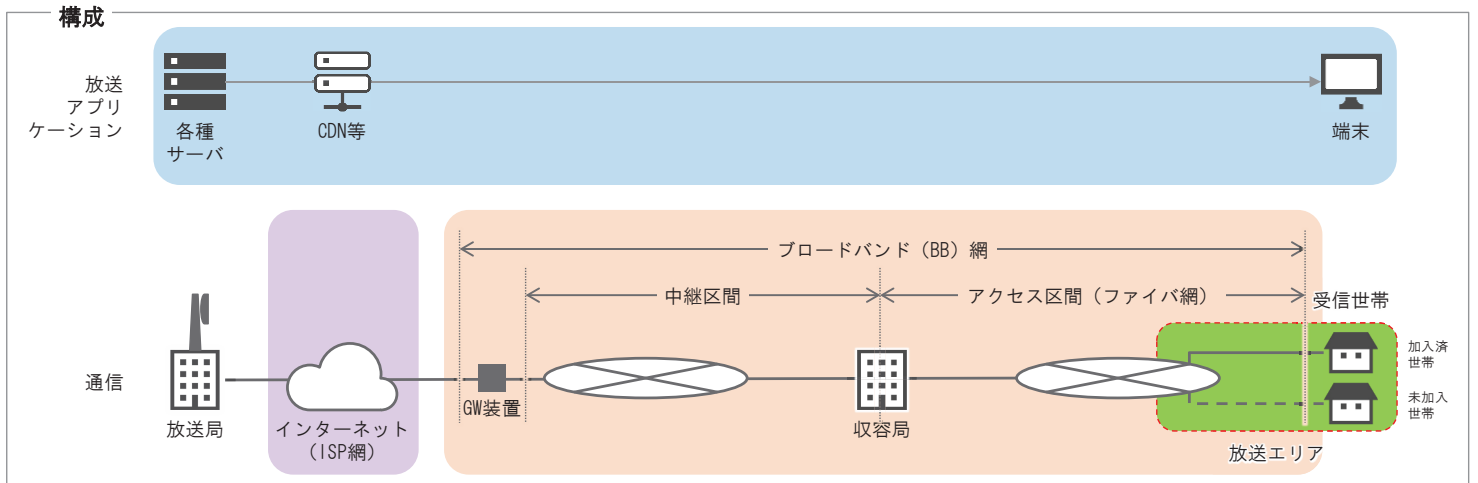 構成
放送
アプリ
ケーション
各種
サーバ
CDN等
端末
ブロードバンド（BB）網
中継区間
アクセス区間（ファイバ網）
受信世帯
加入済
世帯
通信
GW装置
未加入
世帯
放送局
インターネット
（ISP網）
収容局
放送エリア